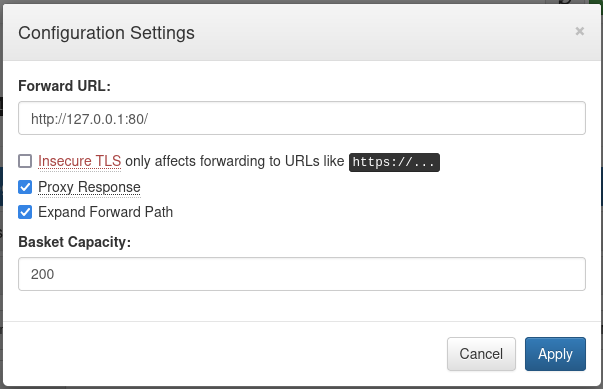 Configuration Settings
×
Forward URL:
http://127.0.0.1:80/
Insecure TLS only affects forwarding to URLs like https://...
Proxy Response
Expand Forward Path
Basket Capacity:
200
Cancel
Apply